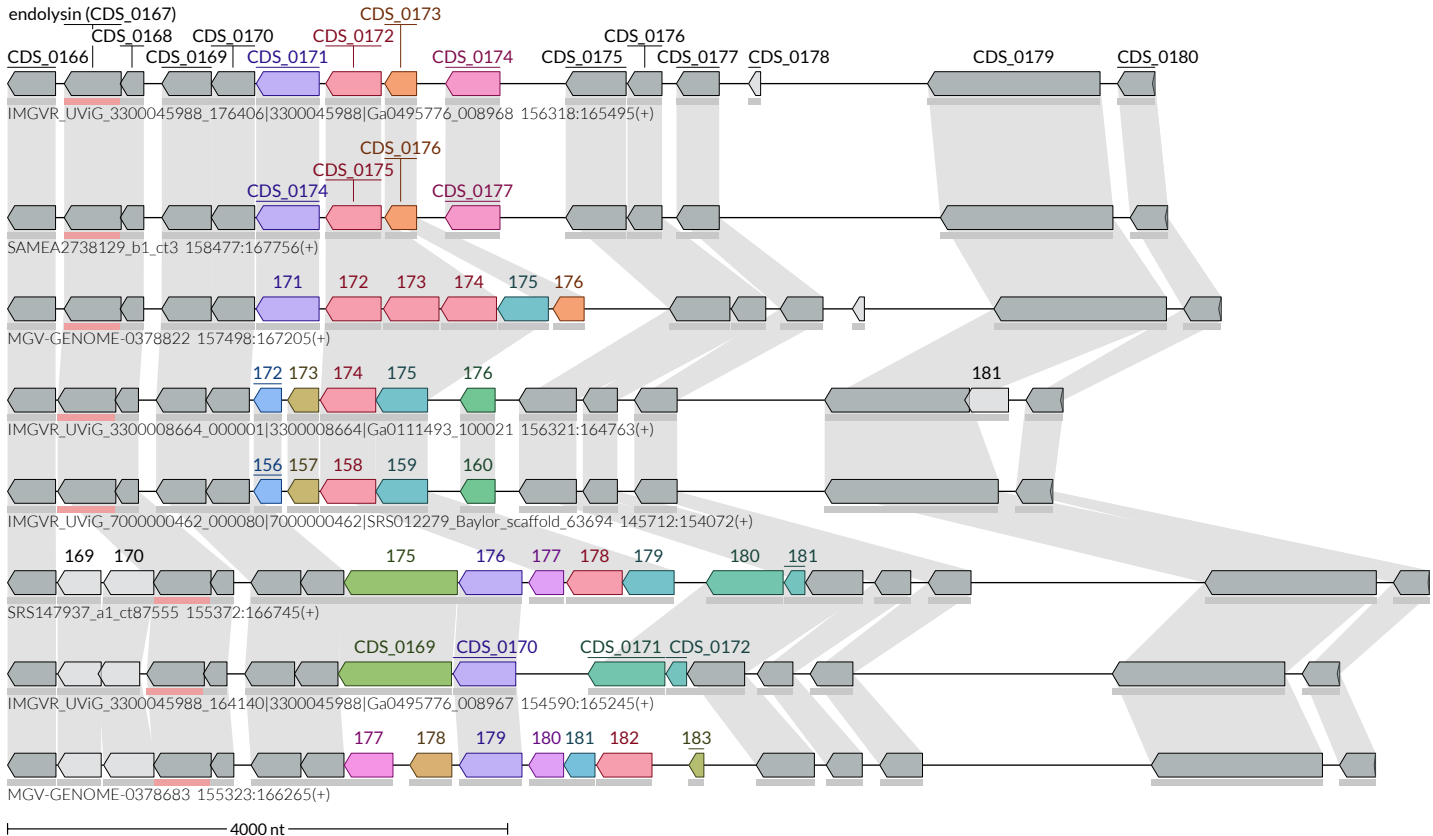 endolysin (CDS_0167) CDS_0173
CDS_0168 CDS_0170 CDS_0172 CDS_0176
CDS_0166 CDS_0169 CDS_0171 CDS_0174 CDS_0175 CDS_0177 CDS_0178 CDS_0179 CDS_0180
IMGVR_UViG_3300045988_176406|3300045988|Ga0495776_008968 156318:165495(+)
CDS_0176
CDS_0175
CDS_0174 CDS_0177
SAMEA2738129_b1_ct3 158477:167756(+)
171 172 173 174 175 176
MGV-GENOME-0378822 157498:167205(+)
172 173 174 175 176 181
IMGVR_UViG_3300008664_000001|3300008664|Ga0111493_100021 156321:164763(+)
156 157 158 159 160
IMGVR_UViG_7000000462_000080|7000000462|SRS012279_Baylor_scaffold_63694 145712:154072(+)
169 170 175 176 177 178 179 180 181
SRS147937_a1_ct87555 155372:166745(+)
CDS_0169 CDS_0170 CDS_0171 CDS_0172
IMGVR_UViG_3300045988_164140|3300045988|Ga0495776_008967 154590:165245(+)
177 178 179 180 181 182 183
MGV-GENOME-0378683 155323:166265(+)
4000 nt